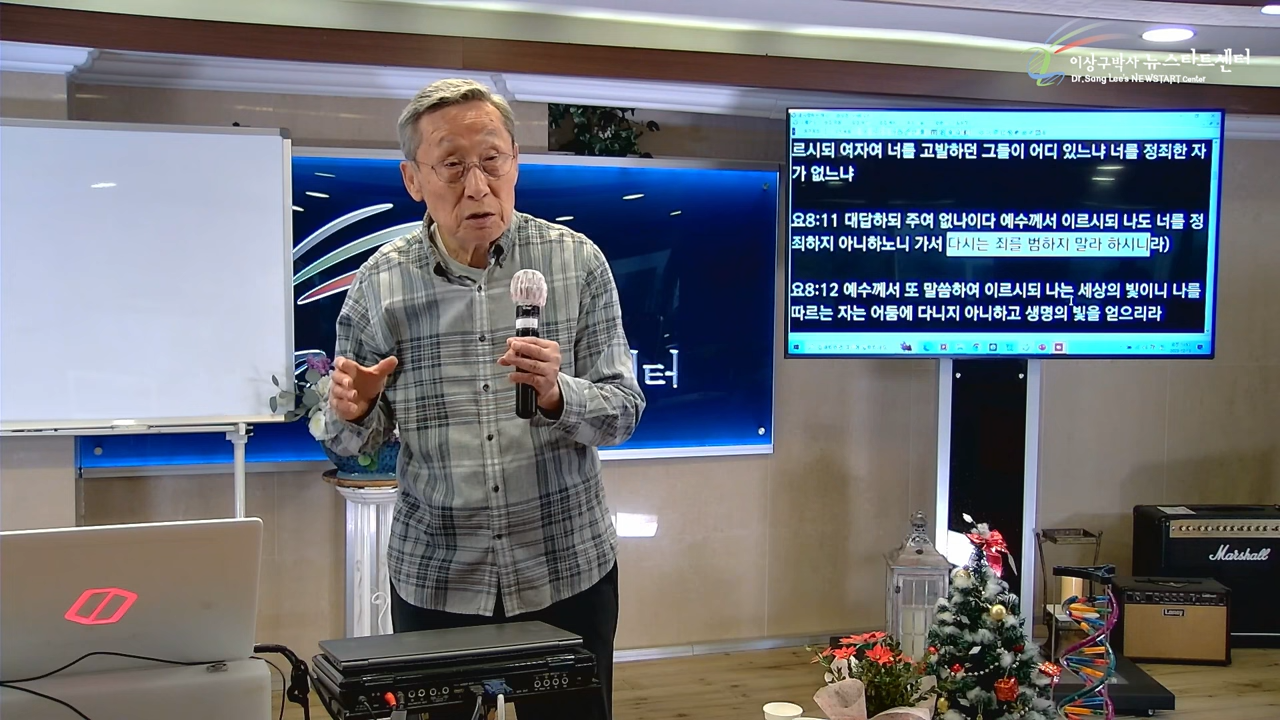 이상구박사 뉴스타트센터
Dr.Sang Lee's NEWSTART Center
르시되 여자여 너를 고발하던 그들이 어디 있느냐 너를 정죄한 자
가 없느냐
요8:11 대답하되 주여 없나이다 예수께서 이르시되 나도 너를 정
죄하지 아니하노니 가서 다시는 죄를 범하지 말라 하시니라)
요8:12 예수께서 또 말씀하여 이르시되 나는 세상의 빛이니 나를
따르는 자는 어둠에 다니지 아니하고 생명의 빛을 얻으리라
터
Marshall
Laney